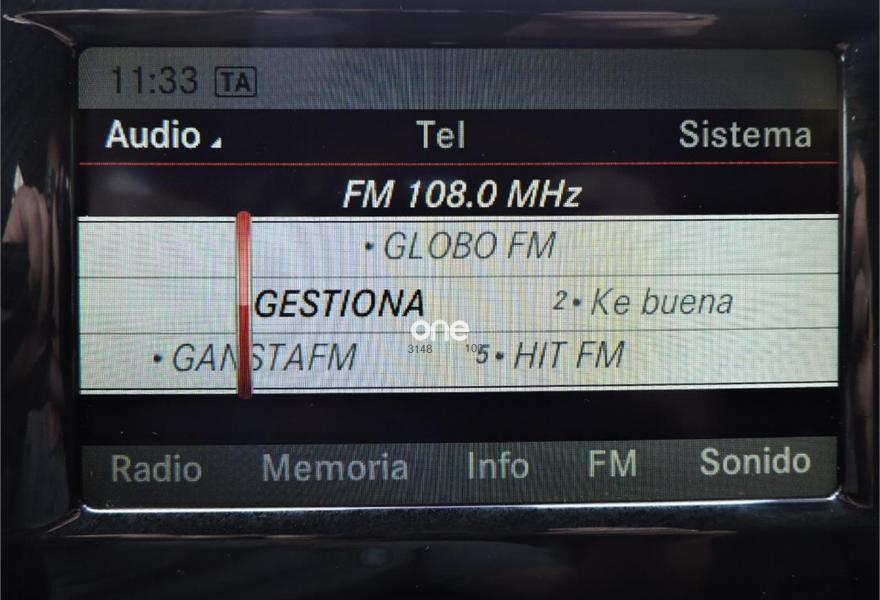 11:33 TA
Audio Tel Sistema
FM 108.0 MHz
• GLOBO FM
GESTIONA 2• Ke buena
one
3148
• GANSTAFM 5• HIT FM
Radio Memoria Info FM Sonido